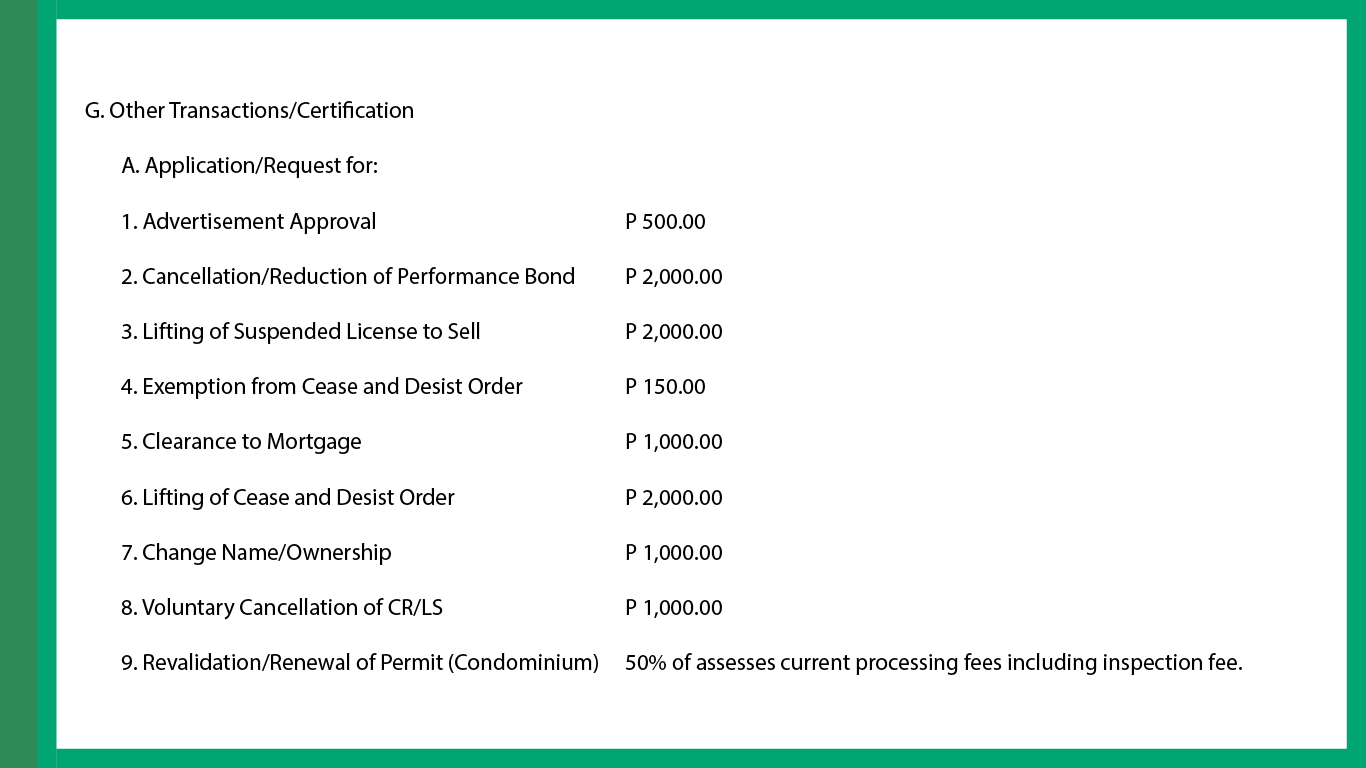 G. Other Transactions/Certification
A. Application/Request for:
1. Advertisement Approval P 500.00
2. Cancellation/Reduction of Performance Bond P 2,000.00
3. Lifting of Suspended License to Sell P 2,000.00
4. Exemption from Cease and Desist Order P 150.00
5. Clearance to Mortgage P 1,000.00
6. Lifting of Cease and Desist Order P 2,000.00
7. Change Name/Ownership P 1,000.00
8. Voluntary Cancellation of CR/LS P 1,000.00
9. Revalidation/Renewal of Permit (Condominium) 50% of assesses current processing fees including inspection fee.